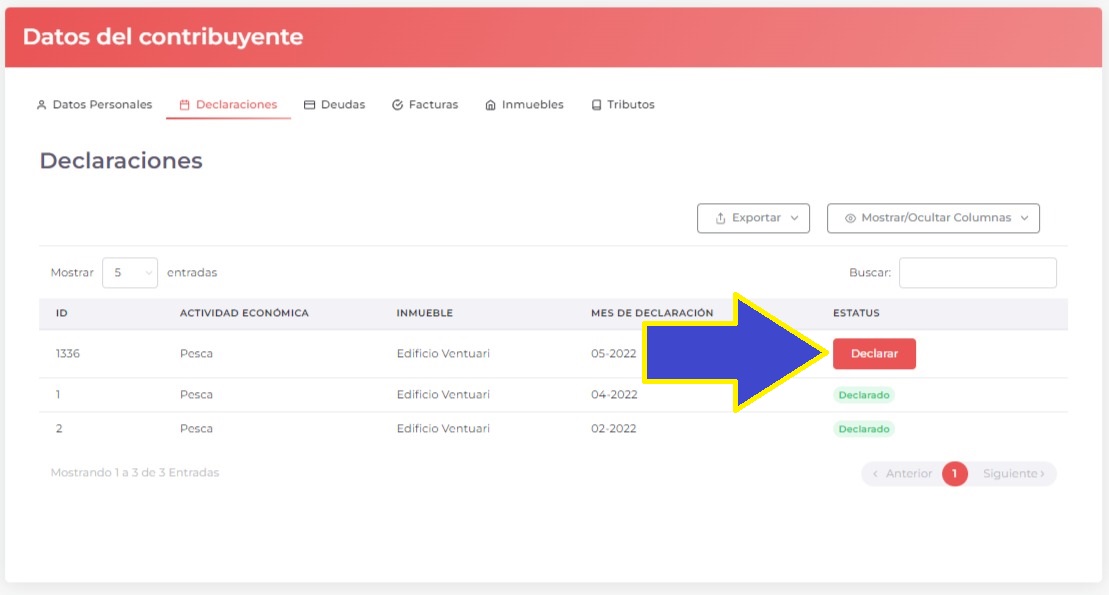 Datos del contribuyente
Datos Personales Declaraciones Deudas Facturas Inmuebles Tributos
Declaraciones
Exportar Mostrar/Ocultar Columnas
Mostrar 5 entradas Buscar:
ID ACTIVIDAD ECONÓMICA INMUEBLE MES DE DECLARACIÓN ESTATUS
1336 Pesca Edificio Ventuari 05-2022 Declarar
1 Pesca Edificio Ventuari 04-2022 Declarado
2 Pesca Edificio Ventuari 02-2022 Declarado
Mostrando 1 a 3 de 3 Entradas ‹ Anterior 1 Siguiente ›